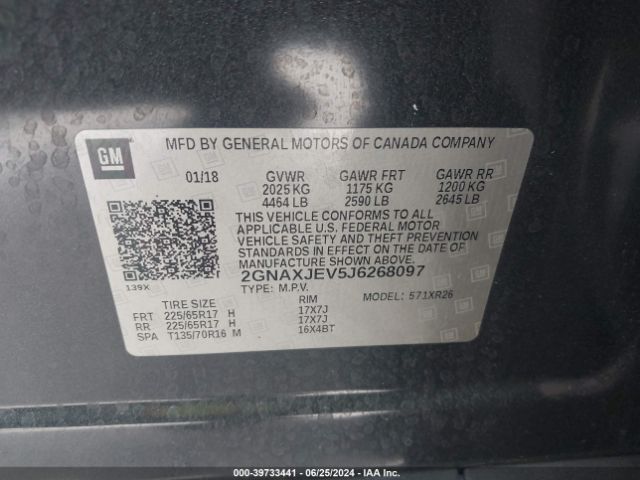 GM
MFD BY GENERAL MOTORS OF CANADA COMPANY
01/18 GVWR GAWR FRT GAWR RR
2025 KG 1175 KG 1200 KG
4464 LB 2590 LB 2645 LB
THIS VEHICLE CONFORMS TO ALL
APPLICABLE U.S. FEDERAL MOTOR
VEHICLE SAFETY AND THEFT PREVENTION
STANDARDS IN EFFECT ON THE DATE OF
MANUFACTURE SHOWN ABOVE.
2GNAXJEV5J6268097
139X TYPE: M.P.V. MODEL: 571XR26
TIRE SIZE RIM
FRT 225/65R17 H 17X7J
RR 225/65R17 H 17X7J
SPA T135/70R16 M 16X4BT
000-39733441 - 06/25/2024 - IAA Inc.